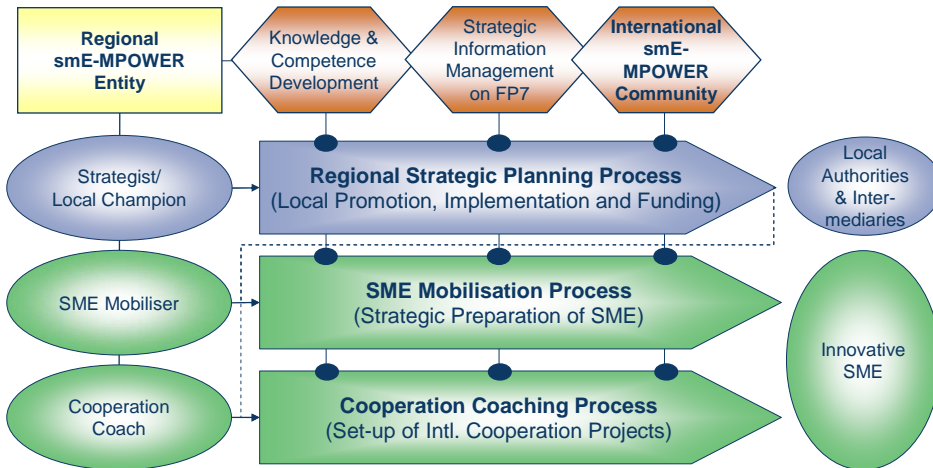 Regional
smE-MPOWER
Entity
Knowledge &
Competence
Development
Strategic
Information
Management
on FP7
International
smE-
MPOWER
Community
Strategist/
Local Champion
Regional Strategic Planning Process
(Local Promotion, Implementation and Funding)
Local
Authorities
& Inter-
mediaries
SME Mobiliser
SME Mobilisation Process
(Strategic Preparation of SME)
Innovative
SME
Cooperation
Coach
Cooperation Coaching Process
(Set-up of Intl. Cooperation Projects)